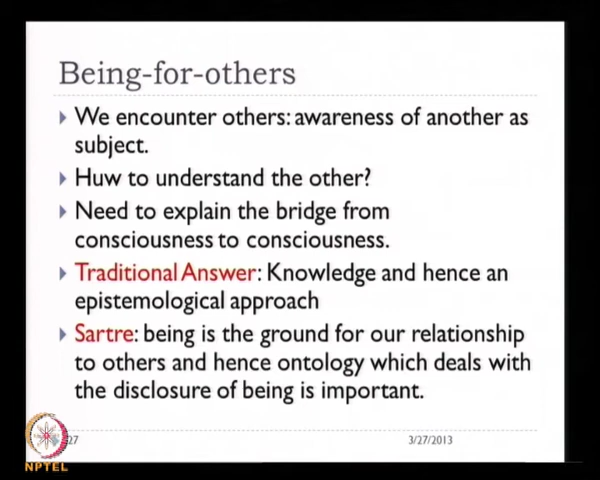 Being-for-others
We encounter others: awareness of another as
subject.
Huw to understand the other?
Need to explain the bridge from
consciousness to consciousness.
Traditional Answer: Knowledge and hence an
epistemological approach
Sartre: being is the ground for our relationship
to others and hence ontology which deals with
the disclosure of being is important.
27
3/27/2013
NPTEL